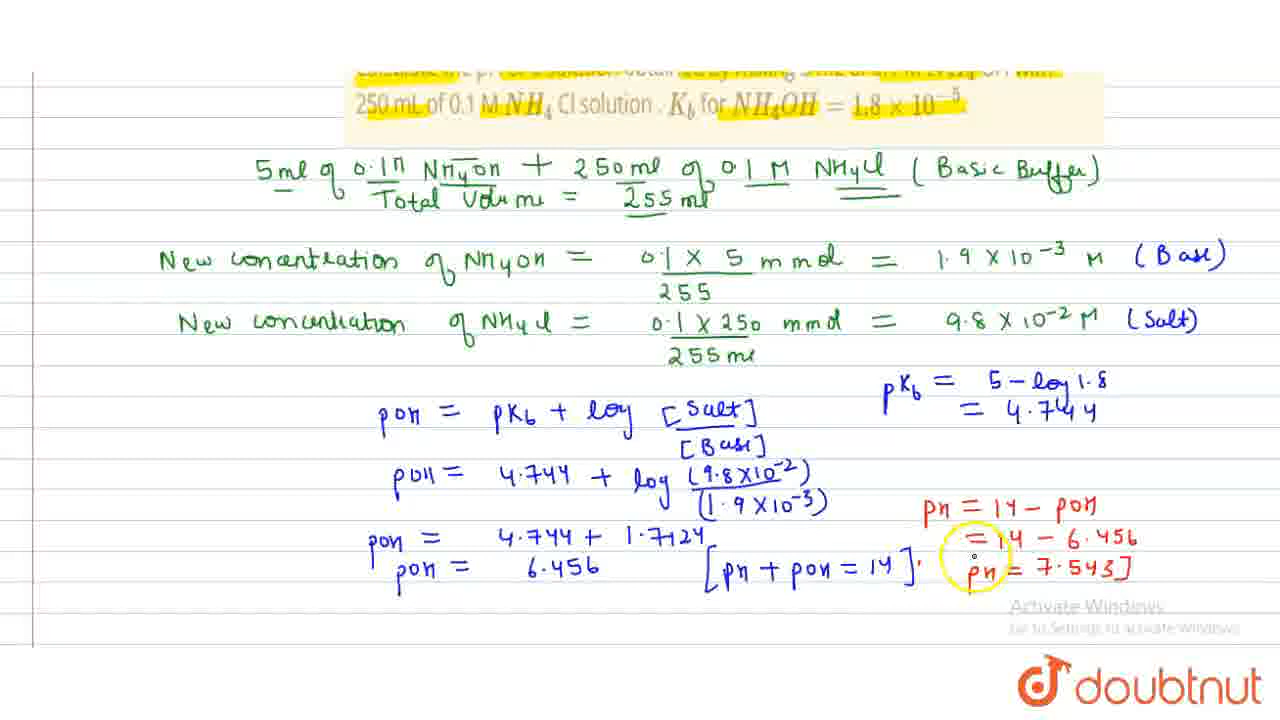 250 mL of 0.1 M NH₄ Cl solution . K_b for NH₄OH = 1.8 × 10⁻⁵
5ml of 0.1M NH₄OH + 250 ml of 0.1 M NH₄Cl ( Basic Buffer)
Total Volume = 255 ml
New concentration of NH₄OH = 0.1 × 5 mmol / 255 = 1.9 × 10⁻³ M (Base)
New concentration of NH₄Cl = 0.1 × 250 mmol / 255 ml = 9.8 × 10⁻² M (Salt)
pKb = 5 – log 1.8
= 4.744
pOH = pKb + log [Salt] / [Base]
pOH = 4.744 + log (9.8×10⁻²) / (1.9×10⁻³)
pOH = 4.744 + 1.7124
pOH = 6.456
[pH + pOH = 14].
pH = 14 – pOH
= 14 – 6.456
pH = 7.543]
Activate Windows
Go to Settings to activate Windows.
doubtnut